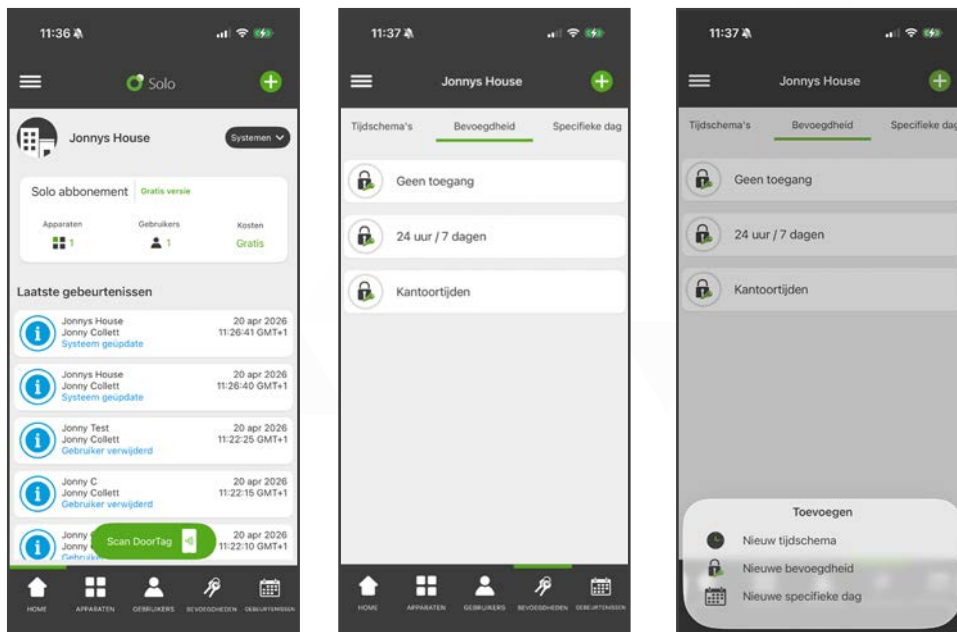 11:36
Solo
Jonnys House
Systemen
Solo abbonement
Gratis versie
Apparaten
Gebruikers
Kosten
1
1
Gratis
Laatste gebeurtenissen
Jonnys House
20 apr 2026
Jonny Collett
11:26:41 GMT+1
Systeem geüpdate
Jonnys House
20 apr 2026
Jonny Collett
11:26:40 GMT+1
Systeem geüpdate
Jonny Test
20 apr 2026
Jonny Collett
11:22:25 GMT+1
Gebruiker verwijderd
Jonny C
20 apr 2026
Jonny Collett
11:22:15 GMT+1
Gebruiker verwijderd
Jonny
20 apr 2026
Jonny
11:22:10 GMT+1
Scan DoorTag
HOME
APPARATEN
GEBRUIKERS
BEVOEGDHEDEN
GEBEURTENISSEN
11:37
Jonnys House
Tijdschema's
Bevoegdheid
Specifieke dag
Geen toegang
24 uur / 7 dagen
Kantoortijden
HOME
APPARATEN
GEBRUIKERS
BEVOEGDHEDEN
GEBEURTENISSEN
11:37
Jonnys House
Tijdschema's
Bevoegdheid
Specifieke dag
Geen toegang
24 uur / 7 dagen
Kantoortijden
Toevoegen
Nieuw tijdschema
Nieuwe bevoegdheid
Nieuwe specifieke dag